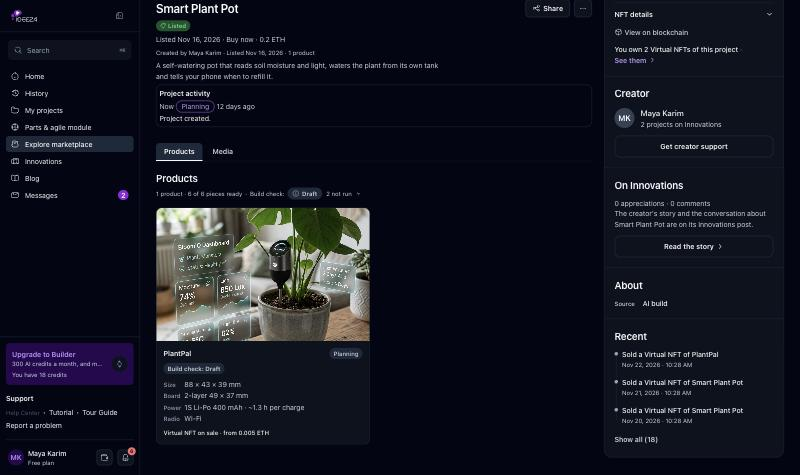 IDEEZA
Search
Home
History
My projects
Parts & agile module
Explore marketplace
Innovations
Blog
Messages
2
Upgrade to Builder
300 AI credits a month, and m...
You have 18 credits
Support
Help Center · Tutorial · Tour Guide
Report a problem
MK
Maya Karim
Free plan
Smart Plant Pot
Share
Listed
Listed Nov 16, 2026 · Buy now · 0.2 ETH
Created by Maya Karim · Listed Nov 16, 2026 · 1 product
A self-watering pot that reads soil moisture and light, waters the plant from its own tank
and tells your phone when to refill it.
Project activity
Now Planning 12 days ago
Project created.
Products Media
Products
1 product · 6 of 6 pieces ready · Build check: Draft 2 not run
Dashboard
Moisture
74%
650 Lux
62%
PlantPal
Planning
Build check: Draft
Size 88 × 43 × 39 mm
Board 2-layer 49 × 37 mm
Power 1S Li-Po 400 mAh · ~1.3 h per charge
Radio Wi-Fi
Virtual NFT on sale · from 0.005 ETH
NFT details
View on blockchain
You own 2 Virtual NFTs of this project ·
See them
Creator
MK
Maya Karim
2 projects on Innovations
Get creator support
On Innovations
0 appreciations · 0 comments
The creator's story and the conversation about
Smart Plant Pot are on its Innovations post.
Read the story
About
Source AI build
Recent
Sold a Virtual NFT of PlantPal
Nov 22, 2026 · 10:28 AM
Sold a Virtual NFT of Smart Plant Pot
Nov 21, 2026 · 10:28 AM
Sold a Virtual NFT of Smart Plant Pot
Nov 20, 2026 · 10:28 AM
Show all (18)